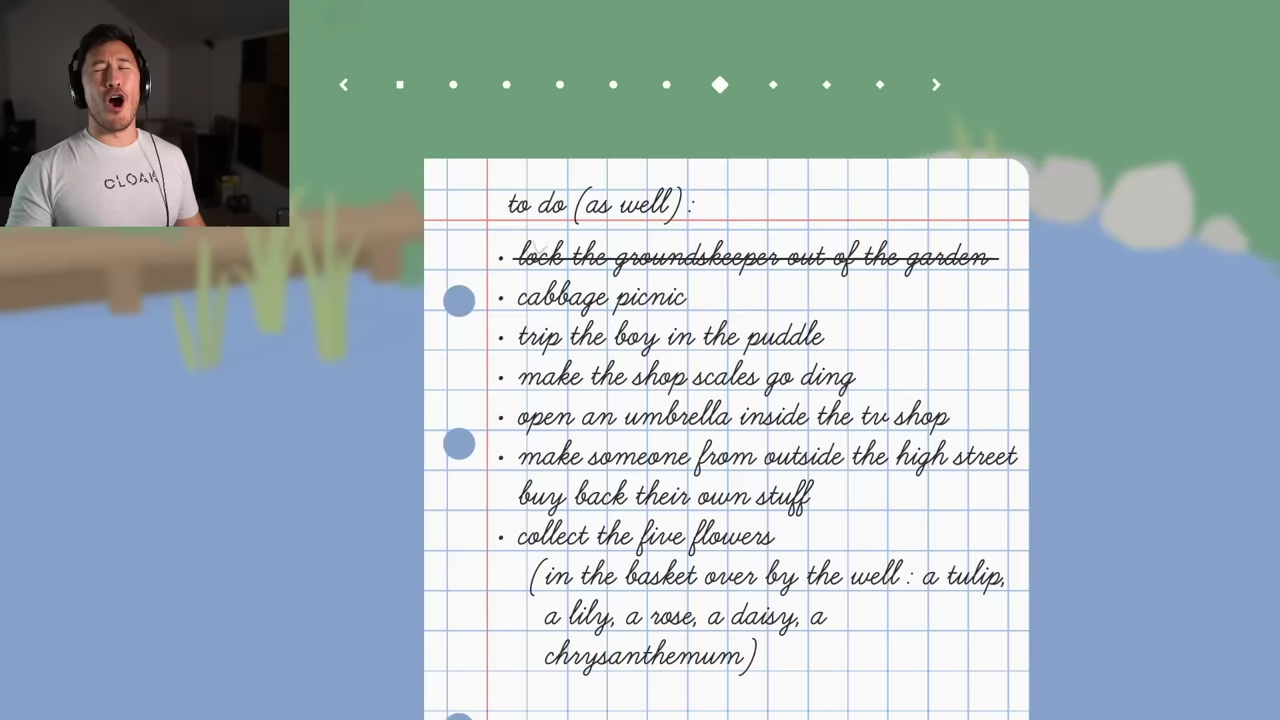 CLOAK
to do (as well) :
• lock the groundskeeper out of the garden
• cabbage picnic
• trip the boy in the puddle
• make the shop scales go ding
• open an umbrella inside the tv shop
• make someone from outside the high street
buy back their own stuff
• collect the five flowers
(in the basket over by the well : a tulip,
a lily, a rose, a daisy, a
chrysanthemum)